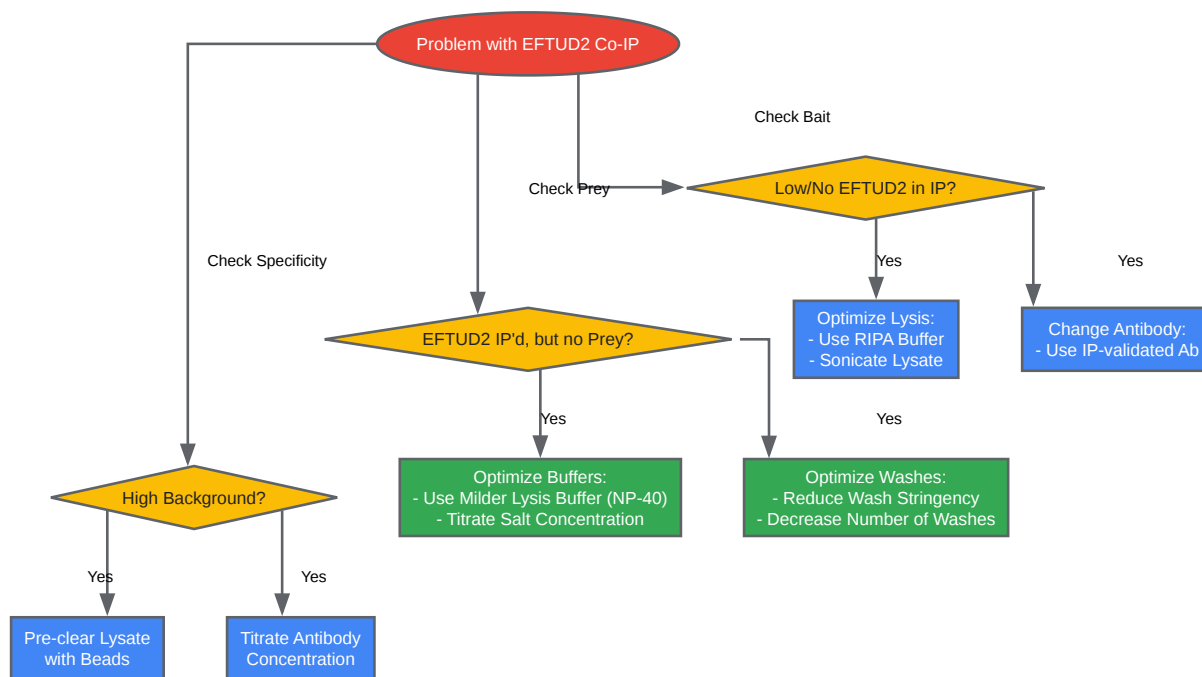 Problem with EFTUD2 Co-IP
Check Bait
Check Prey
Low/No EFTUD2 in IP?
Check Specificity
Yes
Yes
Optimize Lysis:
- Use RIPA Buffer
- Sonicate Lysate
Change Antibody:
- Use IP-validated Ab
EFTUD2 IP'd, but no Prey?
Yes
Yes
Optimize Buffers:
- Use Milder Lysis Buffer (NP-40)
- Titrate Salt Concentration
Optimize Washes:
- Reduce Wash Stringency
- Decrease Number of Washes
High Background?
Yes
Yes
Pre-clear Lysate
with Beads
Titrate Antibody
Concentration